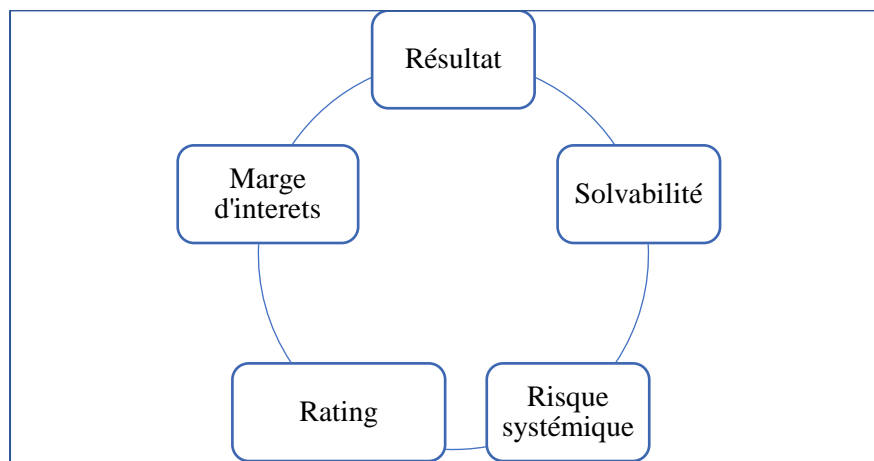 Résultat
Marge
d'interets
Solvabilité
Rating
Risque
systémique